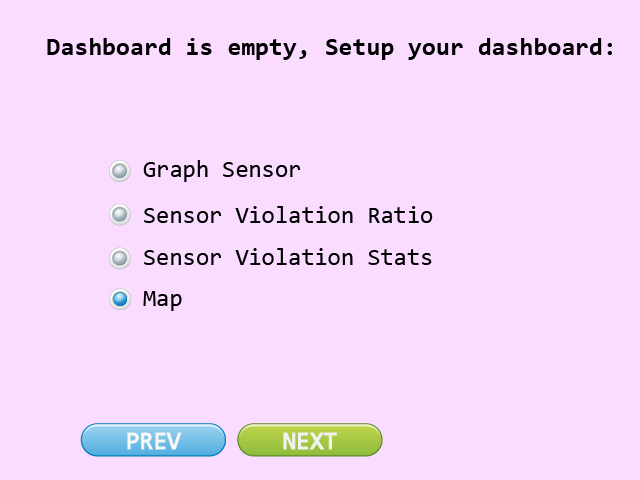 Dashboard is empty, Setup your dashboard:
Graph Sensor
Sensor Violation Ratio
Sensor Violation Stats
Map
PREV
NEXT